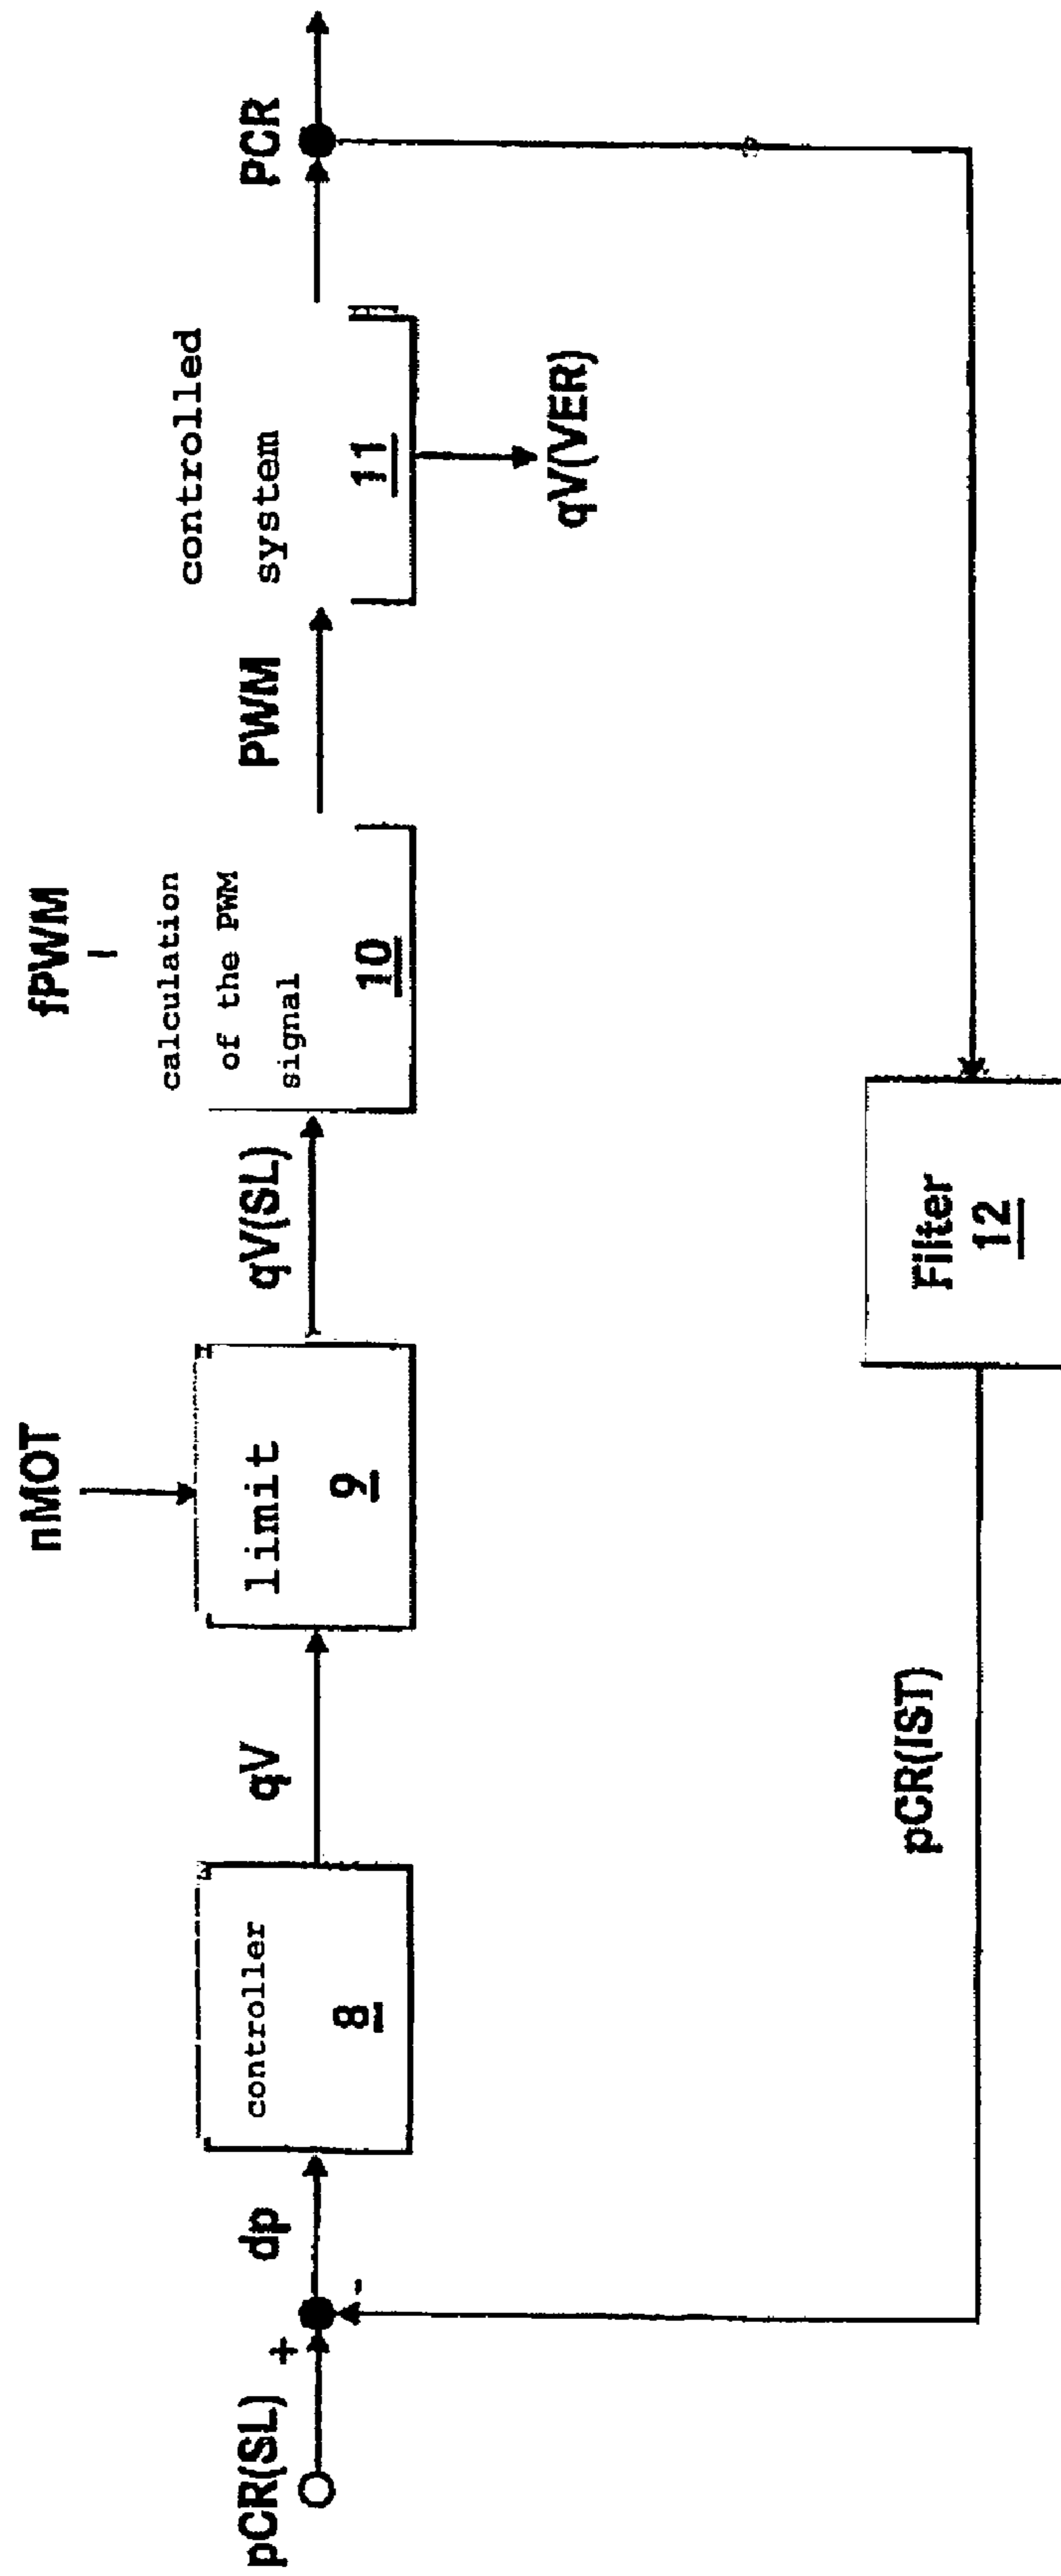 pCR(SL)
+
-
dp
controller
8
qV
nMOT
limit
9
qV(SL)
fPWM
calculation
of the PWM
signal
10
PWM
controlled
system
11
qV(VER)
PCR
Filter
12
pCR(IST)